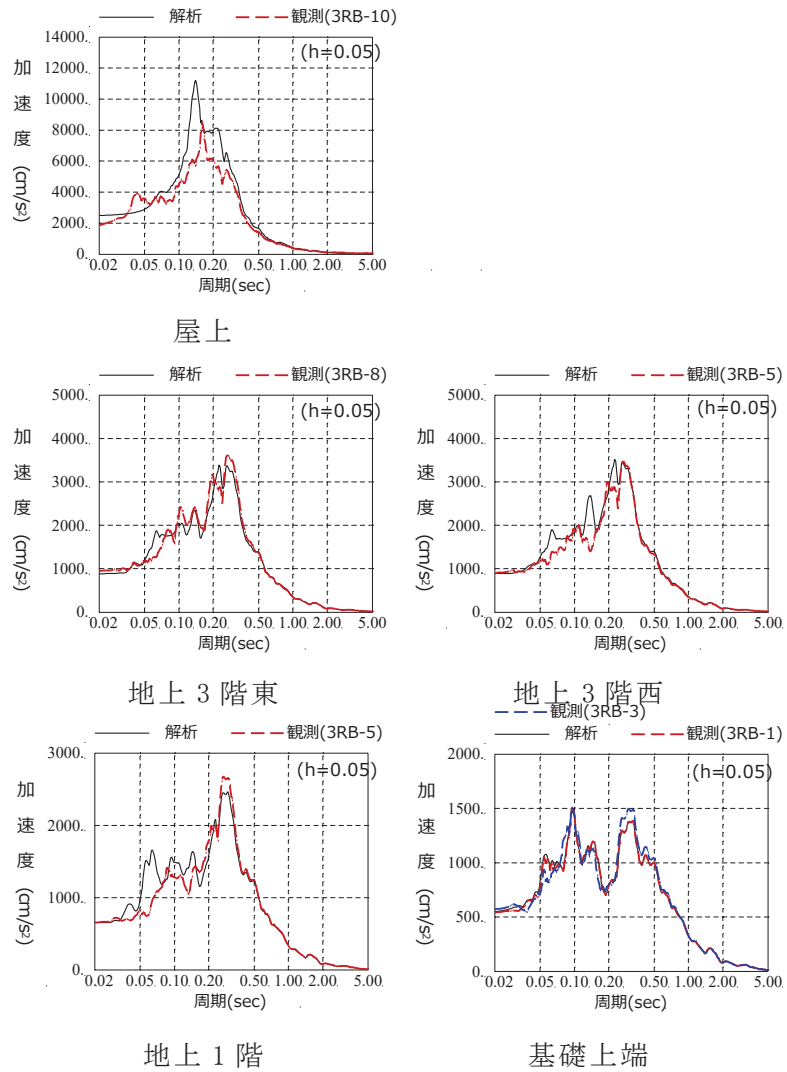 解析 観測(3RB-10)
(h=0.05)
加速度 (cm/s²)
14000.
12000.
10000.
8000.
6000.
4000.
2000.
0.
0.02 0.05 0.10 0.20 0.50 1.00 2.00 5.00
周期(sec)
屋上
解析 観測(3RB-8)
(h=0.05)
加速度 (cm/s²)
5000.
4000.
3000.
2000.
1000.
0.
0.02 0.05 0.10 0.20 0.50 1.00 2.00 5.00
周期(sec)
地上3階東
解析 観測(3RB-5)
(h=0.05)
加速度 (cm/s²)
5000.
4000.
3000.
2000.
1000.
0.
0.02 0.05 0.10 0.20 0.50 1.00 2.00 5.00
周期(sec)
地上3階西
解析 観測(3RB-5)
(h=0.05)
加速度 (cm/s²)
3000.
2000.
1000.
0.
0.02 0.05 0.10 0.20 0.50 1.00 2.00 5.00
周期(sec)
地上1階
観測(3RB-3)
解析 観測(3RB-1)
(h=0.05)
加速度 (cm/s²)
2000.
1500.
1000.
500.
0.
0.02 0.05 0.10 0.20 0.50 1.00 2.00 5.00
周期(sec)
基礎上端